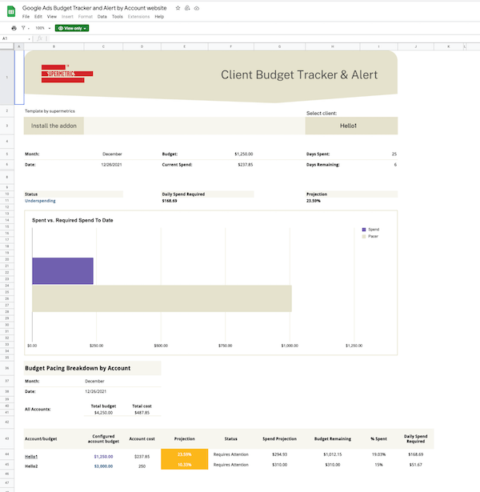 Google Ads Budget Tracker and Alert by Account website
File Edit View Insert Format Data Tools Extensions Help
100% View only
A1
SUPERMETRICS
Client Budget Tracker & Alert
Template by supermetrics
Select client:
Install the addon
Hello1
Month: December Budget: $1,250.00 Days Spent: 25
Date: 12/26/2021 Current Spend: $237.85 Days Remaining: 6
Status Daily Spend Required Projection
Underspending $168.69 23.59%
Spent vs. Required Spend To Date
Spend
Pacer
$0.00 $250.00 $500.00 $750.00 $1,000.00 $1,250.00
Budget Pacing Breakdown by Account
Month: December
Date: 12/26/2021
Total budget Total cost
All Accounts: $4,250.00 $487.85
Account budget Configured account budget Account cost Projection Status Spend Projection Budget Remaining % Spent Daily Spend Required
Hello1 $1,250.00 $237.85 23.59% Requires Attention $294.93 $1,012.15 19.03% $168.69
Hello2 Requires Attention $310.00 $310.00 $51.67